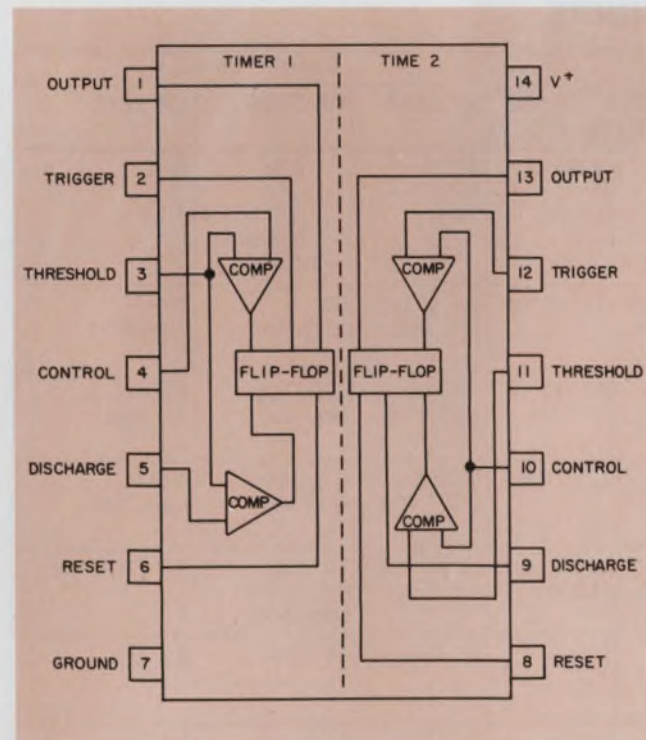 TIMER 1
TIME 2
OUTPUT 1
14 V+
TRIGGER 2
13 OUTPUT
COMP
COMP
THRESHOLD 3
12 TRIGGER
CONTROL 4
FLIP-FLOP
FLIP-FLOP
11 THRESHOLD
DISCHARGE 5
COMP
COMP
10 CONTROL
RESET 6
9 DISCHARGE
GROUND 7
8 RESET